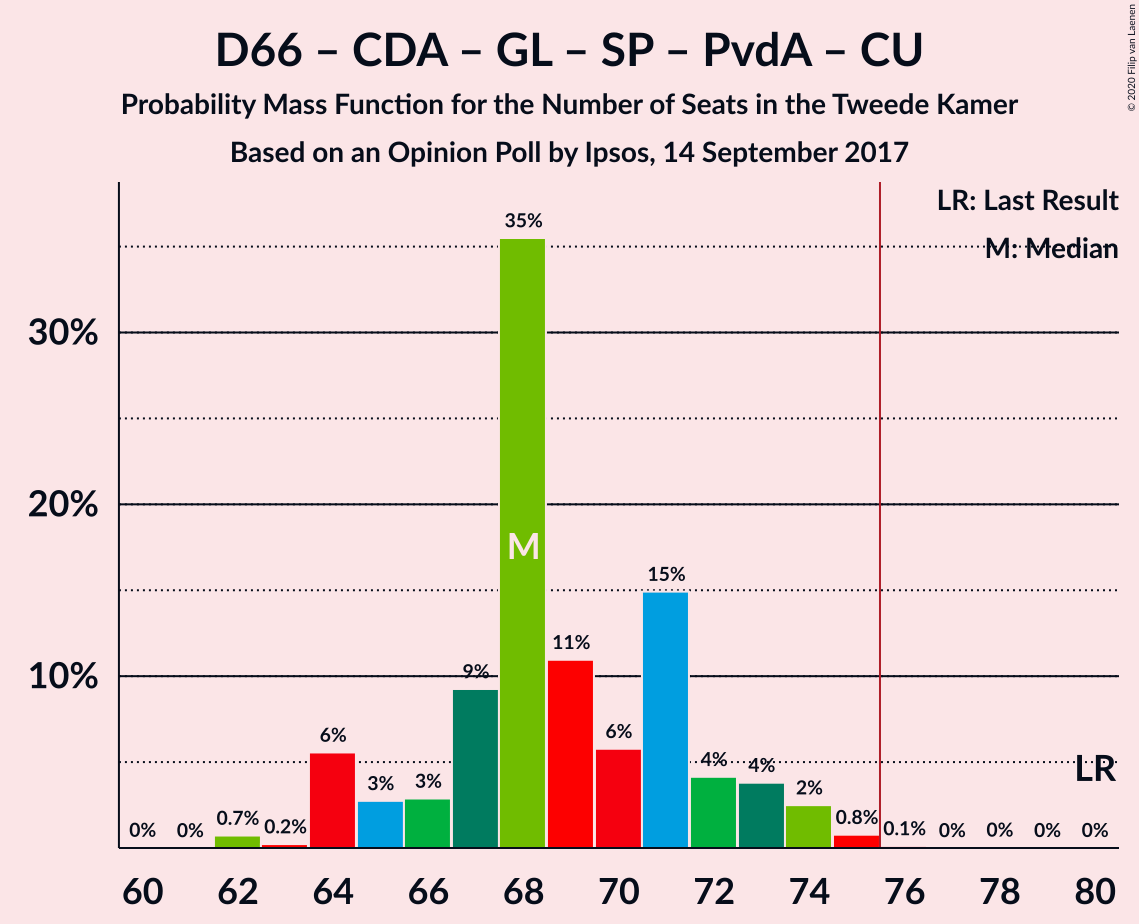 D66 – CDA – GL – SP – PvdA – CU
Probability Mass Function for the Number of Seats in the Tweede Kamer
Based on an Opinion Poll by Ipsos, 14 September 2017
© 2020 Filip van Laenen
LR: Last Result
M: Median
30%
20%
10%
0% 0% 0.7% 0.2% 6% 3% 3% 9% 35% 11% 6% 15% 4% 4% 2% 0.8% 0.1% 0% 0% 0% 0%
M
LR
60 62 64 66 68 70 72 74 76 78 80